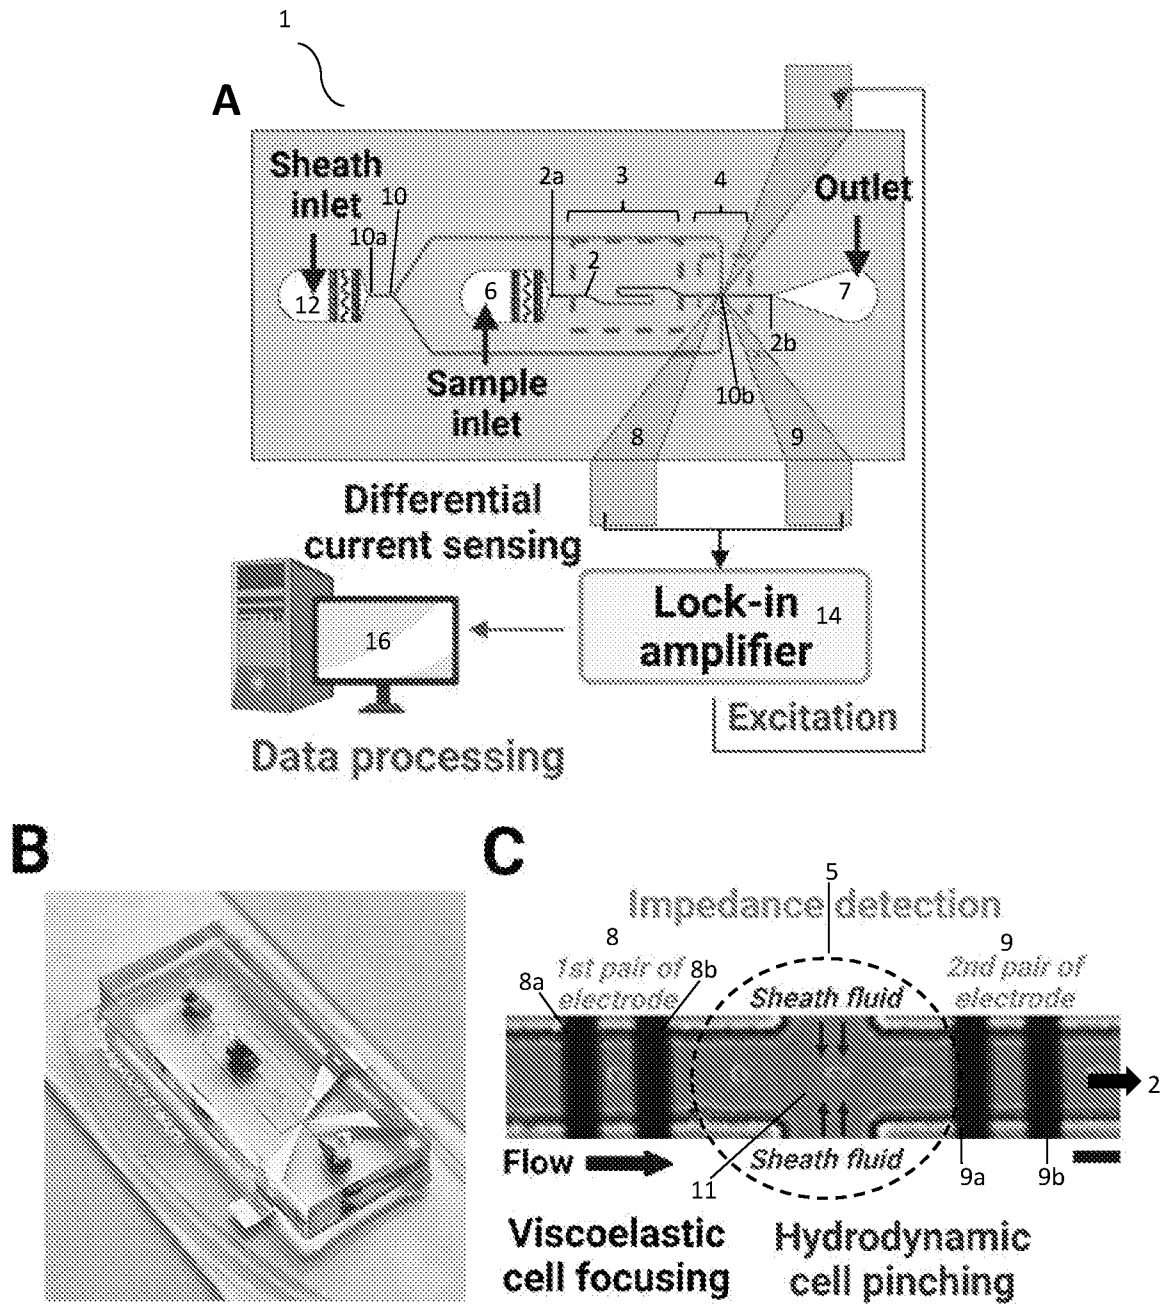 1
A
Sheath
inlet
10
10a
12
2a
3
4
Outlet
2
6
7
2b
Sample
inlet
10b
8
9
Differential
current sensing
Lock-in
amplifier
14
16
Excitation
Data processing
B
C
5
Impedance detection
8
9
1st pair of
electrode
8a
8b
2nd pair of
electrode
Sheath fluid
2
Flow
11
Sheath fluid
9a
9b
Viscoelastic
cell focusing
Hydrodynamic
cell pinching